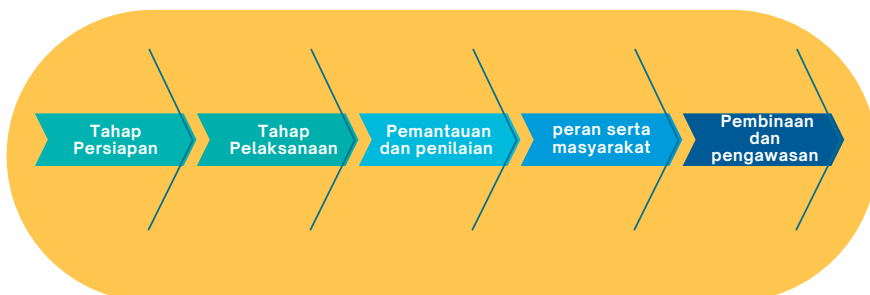 Tahap
Persiapan
Tahap
Pelaksanaan
Pemantauan
dan penilaian
peran serta
masyarakat
Pembinaan
dan
pengawasan